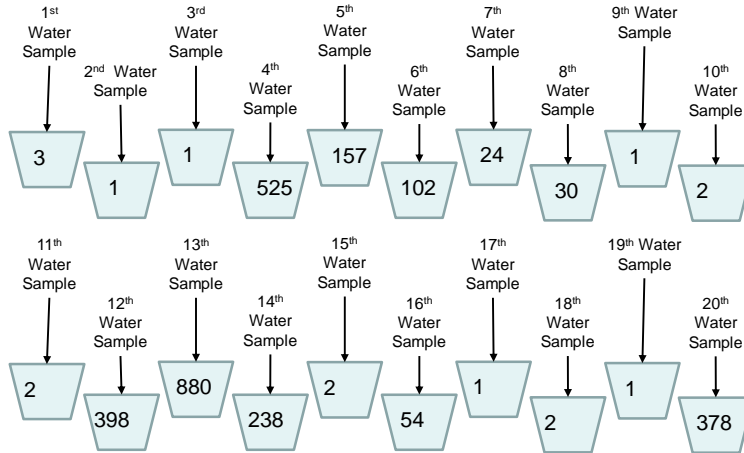 1st
Water
Sample
3
2nd Water
Sample
1
3rd
Water
Sample
1
4th
Water
Sample
525
5th
Water
Sample
157
6th
Water
Sample
102
7th
Water
Sample
24
8th
Water
Sample
30
9th Water
Sample
1
10th
Water
Sample
2
11th
Water
Sample
2
12th
Water
Sample
398
13th
Water
Sample
880
14th
Water
Sample
238
15th
Water
Sample
2
16th
Water
Sample
54
17th
Water
Sample
1
18th
Water
Sample
2
19th Water
Sample
1
20th
Water
Sample
378